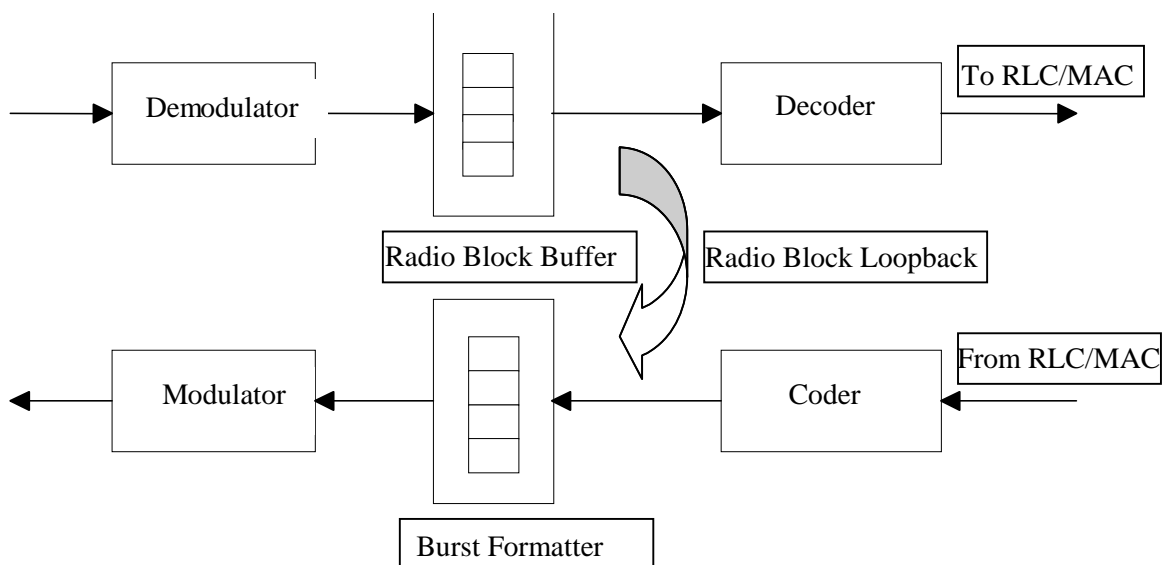 To RLC/MAC
Demodulator
Decoder
Radio Block Buffer
Radio Block Loopback
From RLC/MAC
Modulator
Coder
Burst Formatter